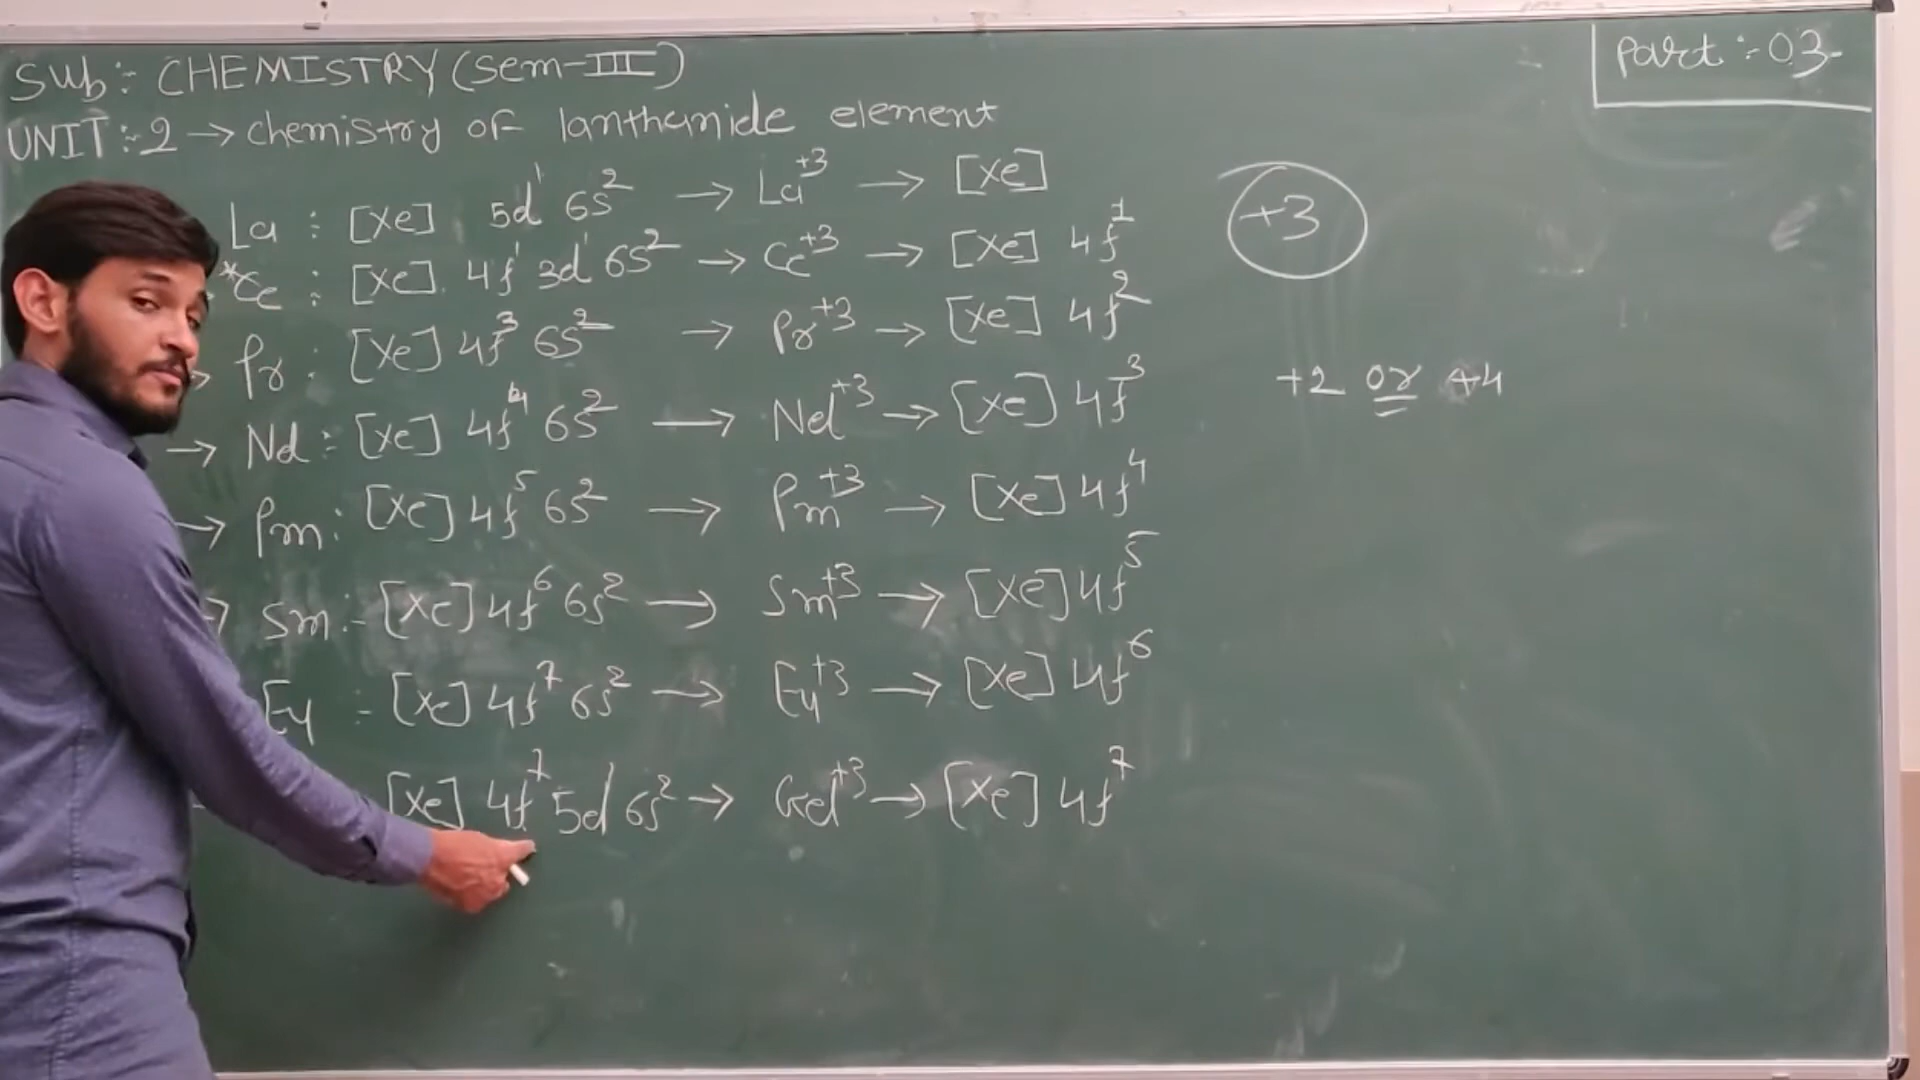 Sub:- CHEMISTRY (Sem-III)
Part:-03
UNIT:-2 → Chemistry of lanthanide element
La : [Xe] 5d¹ 6s² → La⁺³ → [Xe]
+3
*Ce : [Xe] 4f¹ 3d¹ 6s² → Ce⁺³ → [Xe] 4f¹
→ Pr : [Xe] 4f³ 6s² → Pr⁺³ → [Xe] 4f²
+2 or +4
→ Nd : [Xe] 4f⁴ 6s² → Nd⁺³ → [Xe] 4f³
→ Pm : [Xe] 4f⁵ 6s² → Pm⁺³ → [Xe] 4f⁴
→ Sm :- [Xe] 4f⁶ 6s² → Sm⁺³ → [Xe] 4f⁵
Eu :- [Xe] 4f⁷ 6s² → Eu⁺³ → [Xe] 4f⁶
[Xe] 4f⁷ 5d¹ 6s² → Gd⁺³ → [Xe] 4f⁷